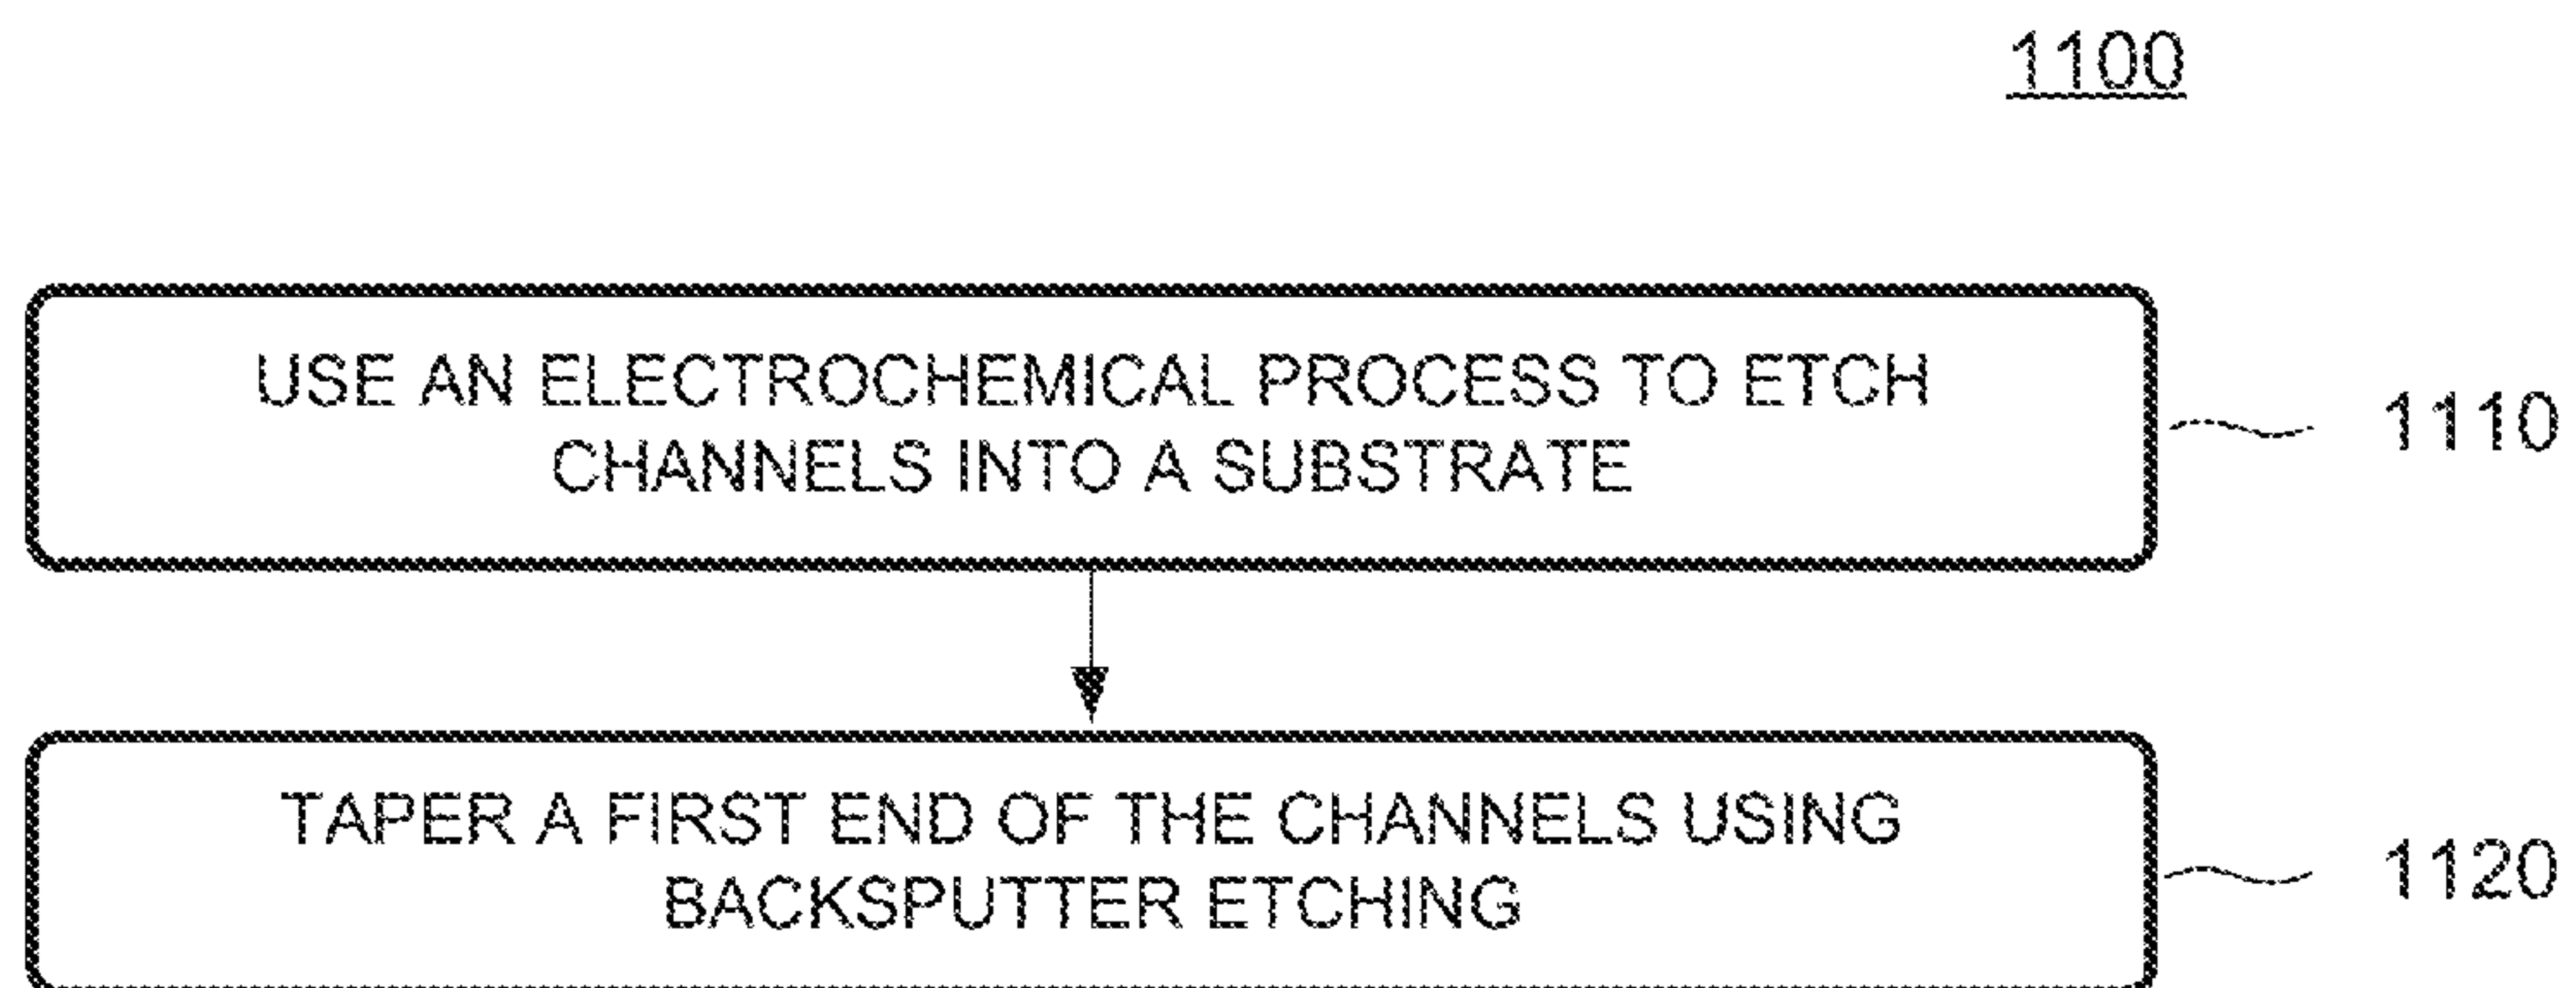 1100
USE AN ELECTROCHEMICAL PROCESS TO ETCH
CHANNELS INTO A SUBSTRATE
1110
TAPER A FIRST END OF THE CHANNELS USING
BACKSPUTTER ETCHING
1120